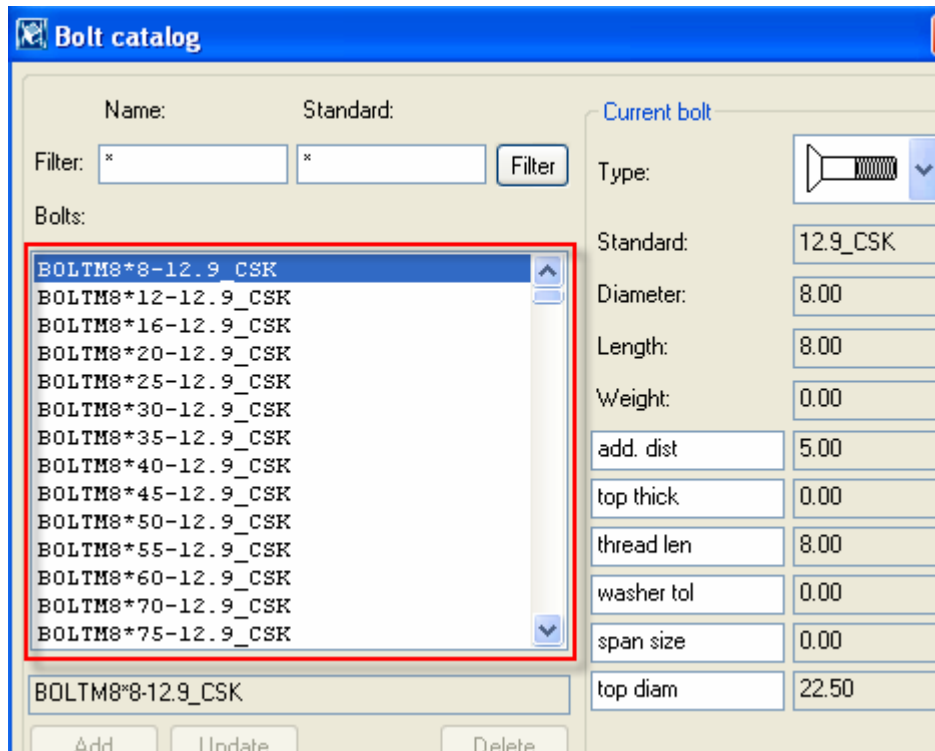 Bolt catalog
Name: Standard:
Filter: * * Filter
Bolts:
BOLTM8*8-12.9_CSK
BOLTM8*12-12.9_CSK
BOLTM8*16-12.9_CSK
BOLTM8*20-12.9_CSK
BOLTM8*25-12.9_CSK
BOLTM8*30-12.9_CSK
BOLTM8*35-12.9_CSK
BOLTM8*40-12.9_CSK
BOLTM8*45-12.9_CSK
BOLTM8*50-12.9_CSK
BOLTM8*55-12.9_CSK
BOLTM8*60-12.9_CSK
BOLTM8*70-12.9_CSK
BOLTM8*75-12.9_CSK
BOLTM8*8-12.9_CSK
Add Update Delete
Current bolt
Type:
Standard: 12.9_CSK
Diameter: 8.00
Length: 8.00
Weight: 0.00
add. dist 5.00
top thick 0.00
thread len 8.00
washer tol 0.00
span size 0.00
top diam 22.50